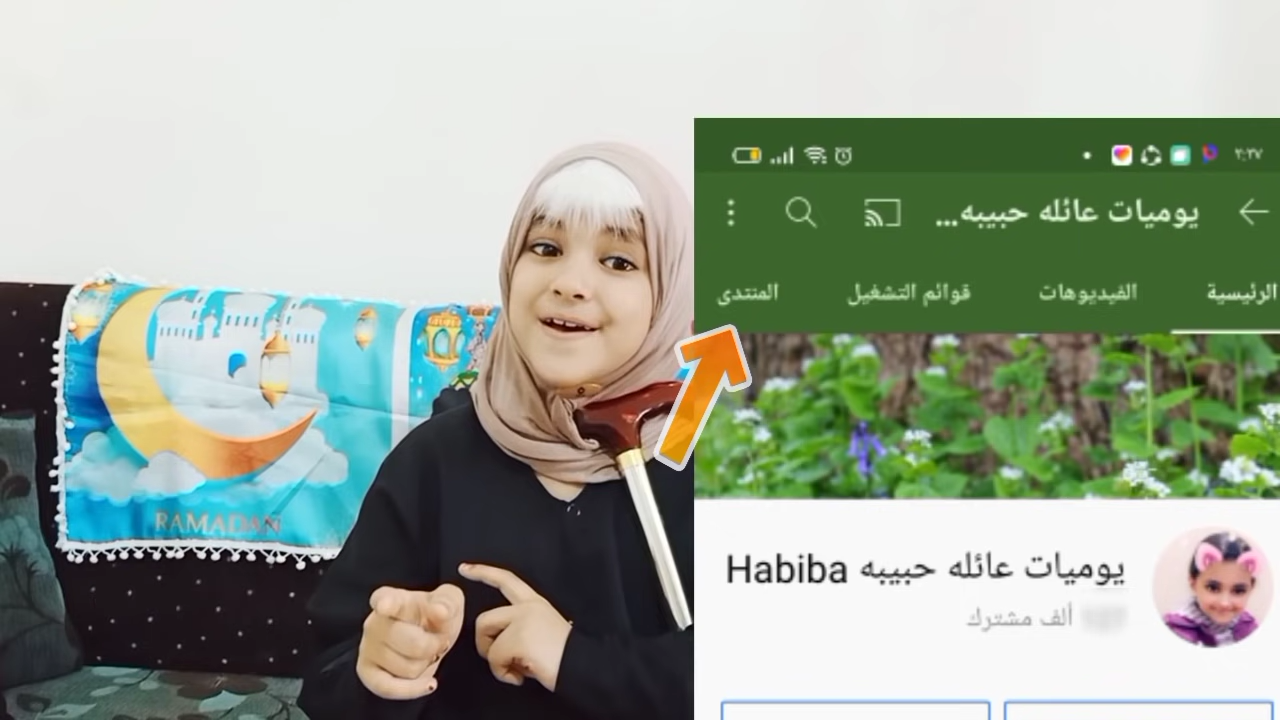 RAMADAN
٢:٢٧
يوميات عائله حبيبه...
الرئيسية الفيديوهات قوائم التشغيل المنتدى
يوميات عائله حبيبه Habiba
ألف مشترك